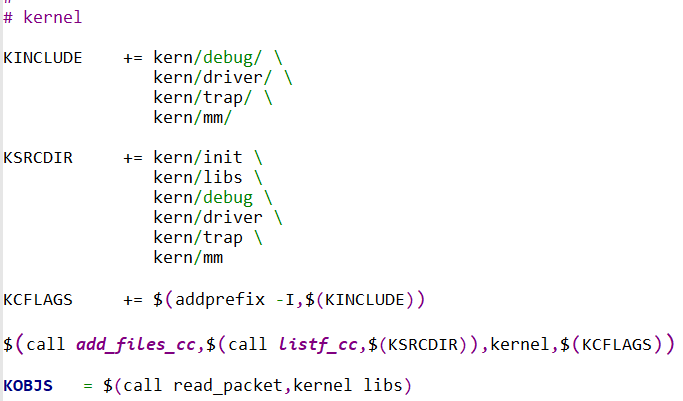 # kernel
KINCLUDE += kern/debug/ \
kern/driver/ \
kern/trap/ \
kern/mm/
KSRCDIR += kern/init \
kern/libs \
kern/debug \
kern/driver \
kern/trap \
kern/mm
KCFLAGS += $(addprefix -I,$(KINCLUDE))
$(call add_files_cc,$(call listf_cc,$(KSRCDIR)),kernel,$(KCFLAGS))
KOBJS = $(call read_packet,kernel libs)